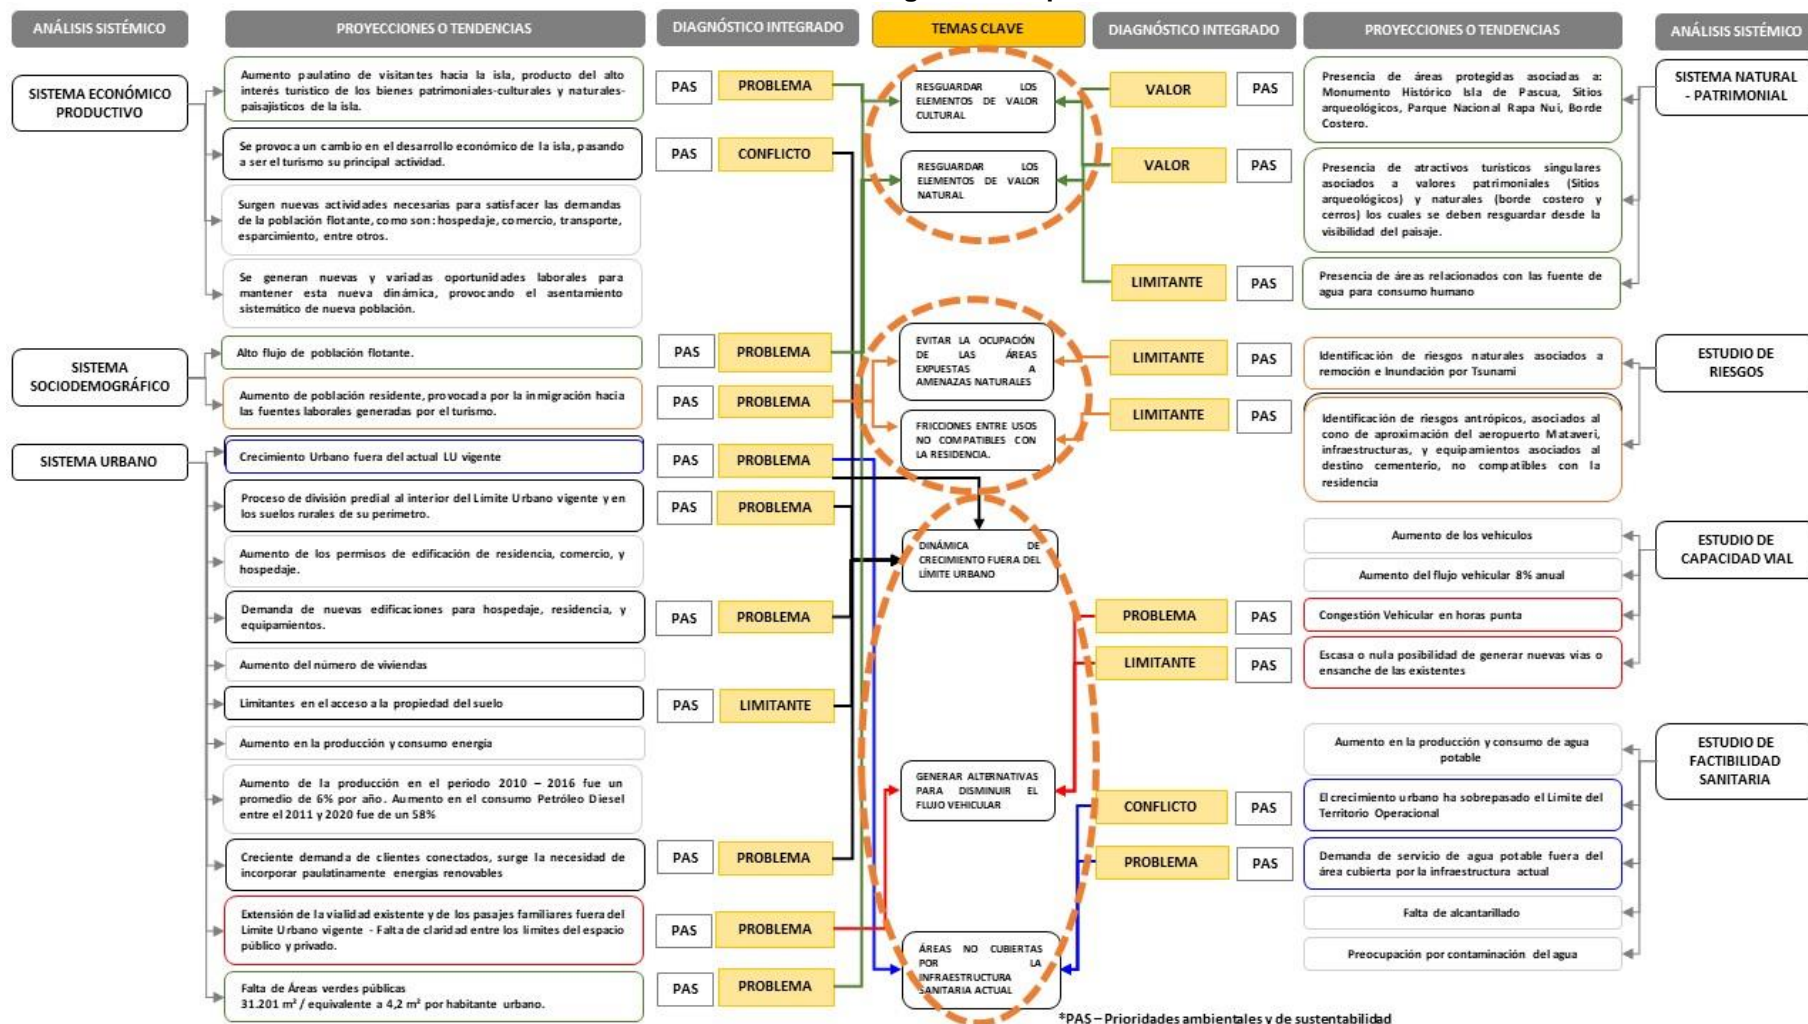 ANÁLISIS SISTÉMICO
PROYECCIONES O TENDENCIAS
DIAGNÓSTICO INTEGRADO
TEMAS CLAVE
DIAGNÓSTICO INTEGRADO
PROYECCIONES O TENDENCIAS
ANÁLISIS SISTÉMICO
SISTEMA ECONÓMICO
PRODUCTIVO
Aumento paulatino de visitantes hacia la isla, producto del alto
interés turístico de los bienes patrimoniales-culturales y naturales-
paisajísticos de la isla.
PAS
PROBLEMA
Se provoca un cambio en el desarrollo económico de la isla, pasando
a ser el turismo su principal actividad.
PAS
CONFLICTO
Surgen nuevas actividades necesarias para satisfacer las demandas
de la población flotante, como son: hospedaje, comercio, transporte,
esparcimiento, entre otros.
Se generan nuevas y variadas oportunidades laborales para
mantener esta nueva dinámica, provocando el asentamiento
sistemático de nueva población.
SISTEMA
SOCIODEMOGRÁFICO
Alto flujo de población flotante.
PAS
PROBLEMA
Aumento de población residente, provocada por la inmigración hacia
las fuentes laborales generadas por el turismo.
PAS
PROBLEMA
SISTEMA URBANO
Crecimiento Urbano fuera del actual LU vigente
PAS
PROBLEMA
Proceso de división predial al interior del Límite Urbano vigente y en
los suelos rurales de su perímetro.
PAS
PROBLEMA
Aumento de los permisos de edificación de residencia, comercio, y
hospedaje.
Demanda de nuevas edificaciones para hospedaje, residencia, y
equipamientos.
PAS
PROBLEMA
Aumento del número de viviendas
Limitantes en el acceso a la propiedad del suelo
PAS
LIMITANTE
Aumento en la producción y consumo energía
Aumento de la producción en el periodo 2010 – 2016 fue un
promedio de 6% por año. Aumento en el consumo Petróleo Diesel
entre el 2011 y 2020 fue de un 58%
Creciente demanda de clientes conectados, surge la necesidad de
incorporar paulatinamente energías renovables
PAS
PROBLEMA
Extensión de la vialidad existente y de los pasajes familiares fuera del
Límite Urbano vigente - Falta de claridad entre los límites del espacio
público y privado.
PAS
PROBLEMA
Falta de Áreas verdes públicas
31.201 m² / equivalente a 4,2 m² por habitante urbano.
PAS
PROBLEMA
RESGUARDAR LOS
ELEMENTOS DE VALOR
CULTURAL
RESGUARDAR LOS
ELEMENTOS DE VALOR
NATURAL
EVITAR LA OCUPACIÓN
DE LAS ÁREAS
EXPUESTAS A
AMENAZAS NATURALES
FRICCIONES ENTRE USOS
NO COMPATIBLES CON
LA RESIDENCIA.
DINÁMICA DE
CRECIMIENTO FUERA DEL
LÍMITE URBANO
GENERAR ALTERNATIVAS
PARA DISMINUIR EL
FLUJO VEHICULAR
ÁREAS NO CUBIERTAS
POR LA
INFRAESTRUCTURA
SANITARIA ACTUAL
VALOR
PAS
Presencia de áreas protegidas asociadas a:
Monumento Histórico Isla de Pascua, Sitios
arqueológicos, Parque Nacional Rapa Nui, Borde
Costero.
SISTEMA NATURAL
- PATRIMONIAL
VALOR
PAS
Presencia de atractivos turísticos singulares
asociados a valores patrimoniales (Sitios
arqueológicos) y naturales (borde costero y
cerros) los cuales se deben resguardar desde la
visibilidad del paisaje.
LIMITANTE
PAS
Presencia de áreas relacionados con las fuente de
agua para consumo humano
LIMITANTE
PAS
Identificación de riesgos naturales asociados a
remoción e Inundación por Tsunami
ESTUDIO DE
RIESGOS
LIMITANTE
PAS
Identificación de riesgos antrópicos, asociados al
cono de aproximación del aeropuerto Mataveri,
infraestructuras, y equipamientos asociados al
destino cementerio, no compatibles con la
residencia
Aumento de los vehículos
ESTUDIO DE
CAPACIDAD VIAL
Aumento del flujo vehicular 8% anual
PROBLEMA
PAS
Congestión Vehicular en horas punta
LIMITANTE
PAS
Escasa o nula posibilidad de generar nuevas vías o
ensanche de las existentes
Aumento en la producción y consumo de agua
potable
ESTUDIO DE
FACTIBILIDAD
SANITARIA
CONFLICTO
PAS
El crecimiento urbano ha sobrepasado el Límite del
Territorio Operacional
PROBLEMA
PAS
Demanda de servicio de agua potable fuera del
área cubierta por la infraestructura actual
Falta de alcantarillado
Preocupación por contaminación del agua
*PAS – Prioridades ambientales y de sustentabilidad